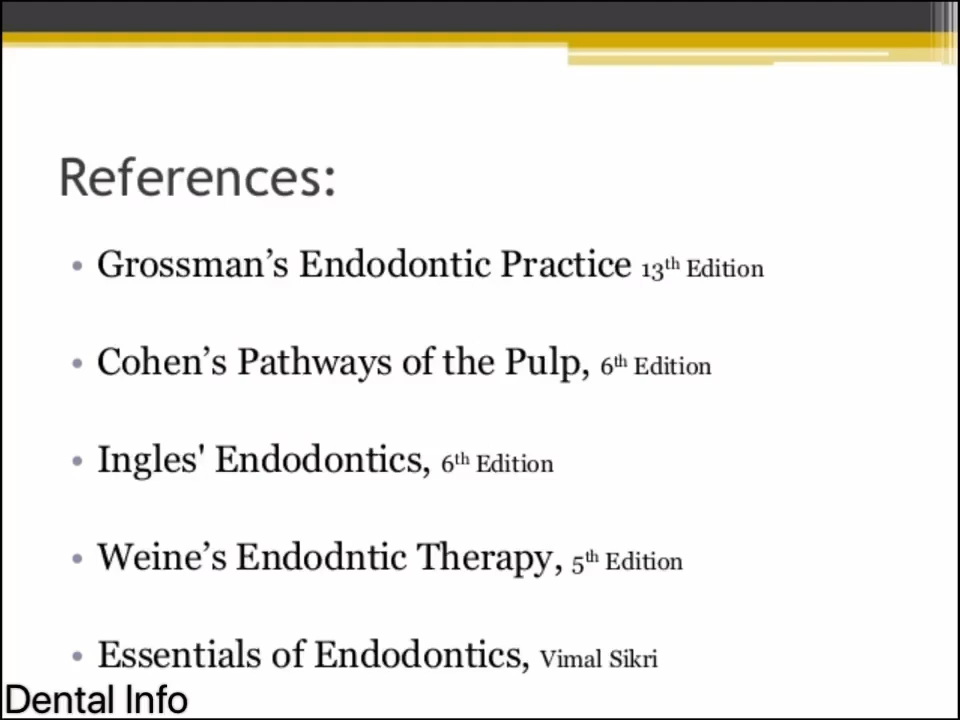 References:
• Grossman’s Endodontic Practice 13th Edition
• Cohen’s Pathways of the Pulp, 6th Edition
• Ingles' Endodontics, 6th Edition
• Weine’s Endodntic Therapy, 5th Edition
• Essentials of Endodontics, Vimal Sikri
Dental Info